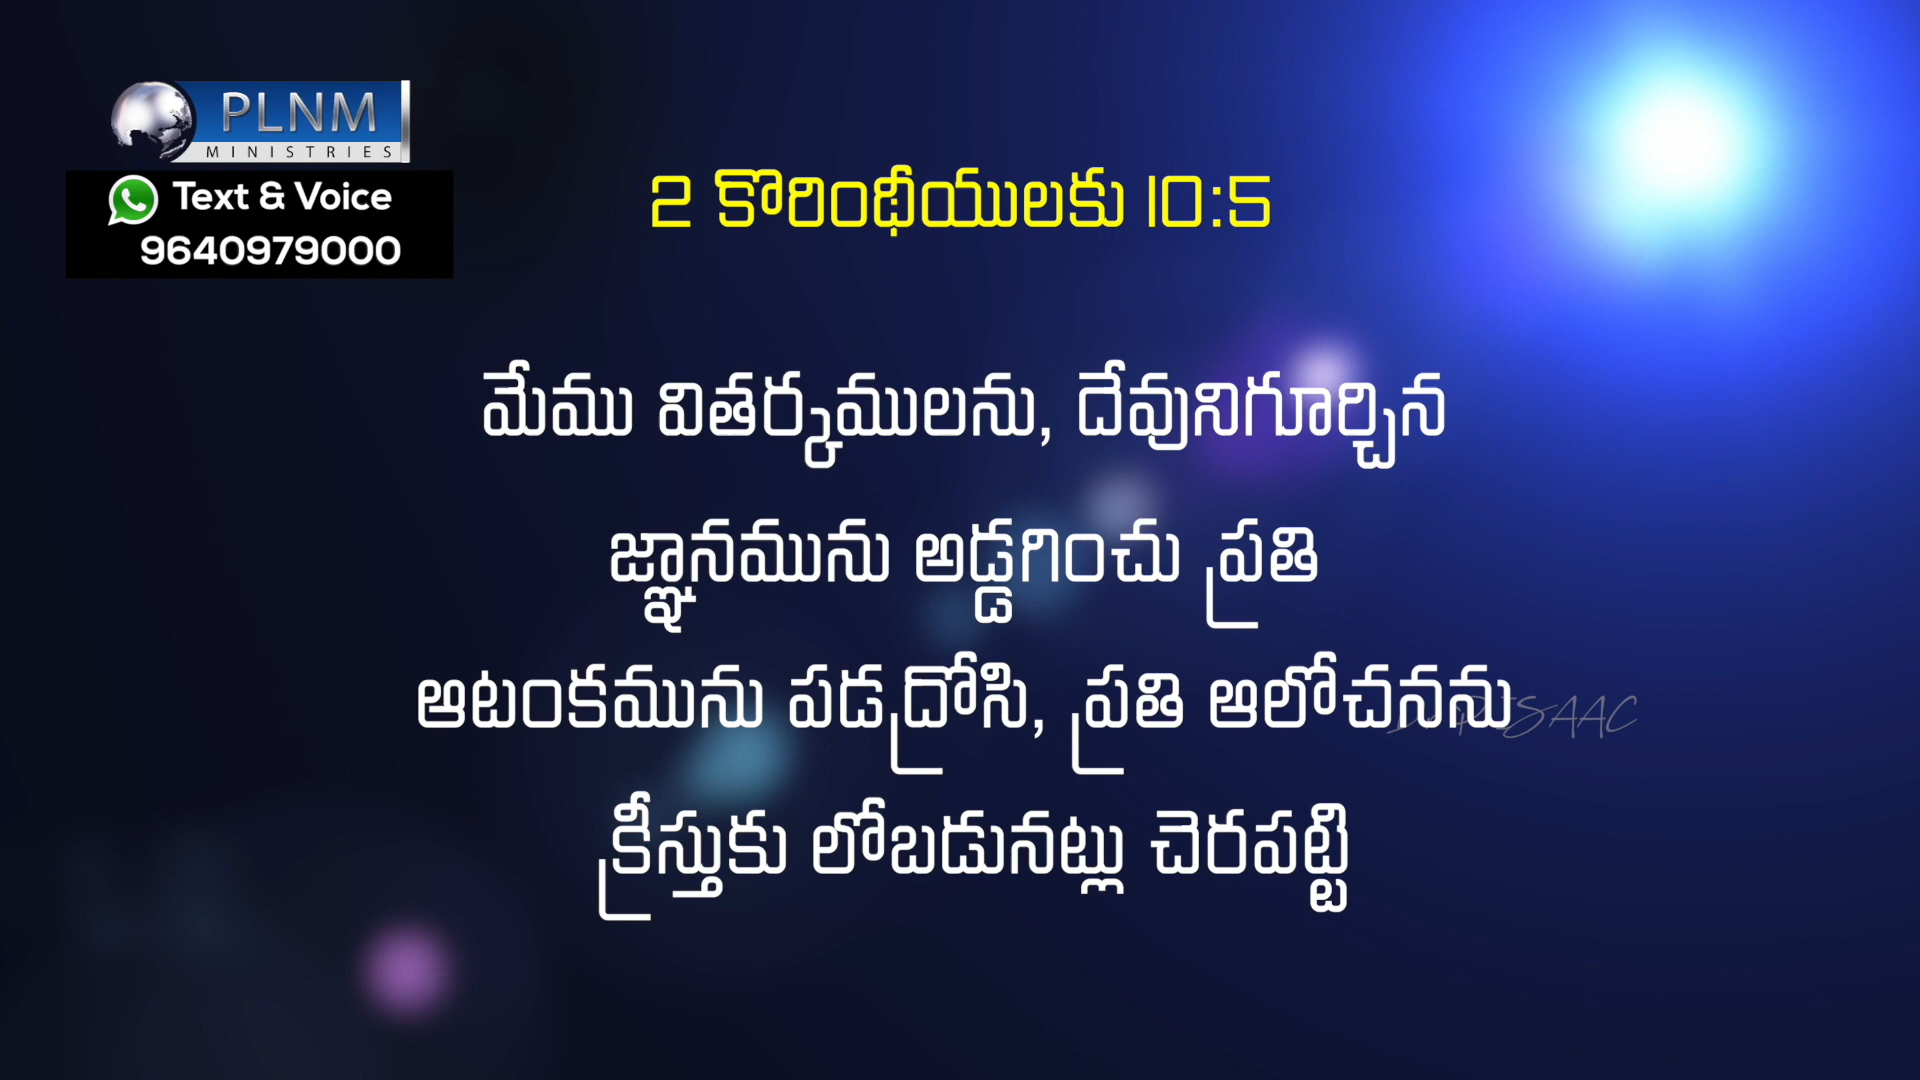 PLNM
MINISTRIES
Text & Voice
9640979000
2 కొరింథీయులకు 10:5
మేము వితర్కములను, దేవునిగూర్చిన
జ్ఞానమును అడ్డగించు ప్రతి
ఆటంకమును పడద్రోసి, ప్రతి ఆలోచనను
క్రీస్తుకు లోబడునట్లు చెరపట్టి
ISAAC